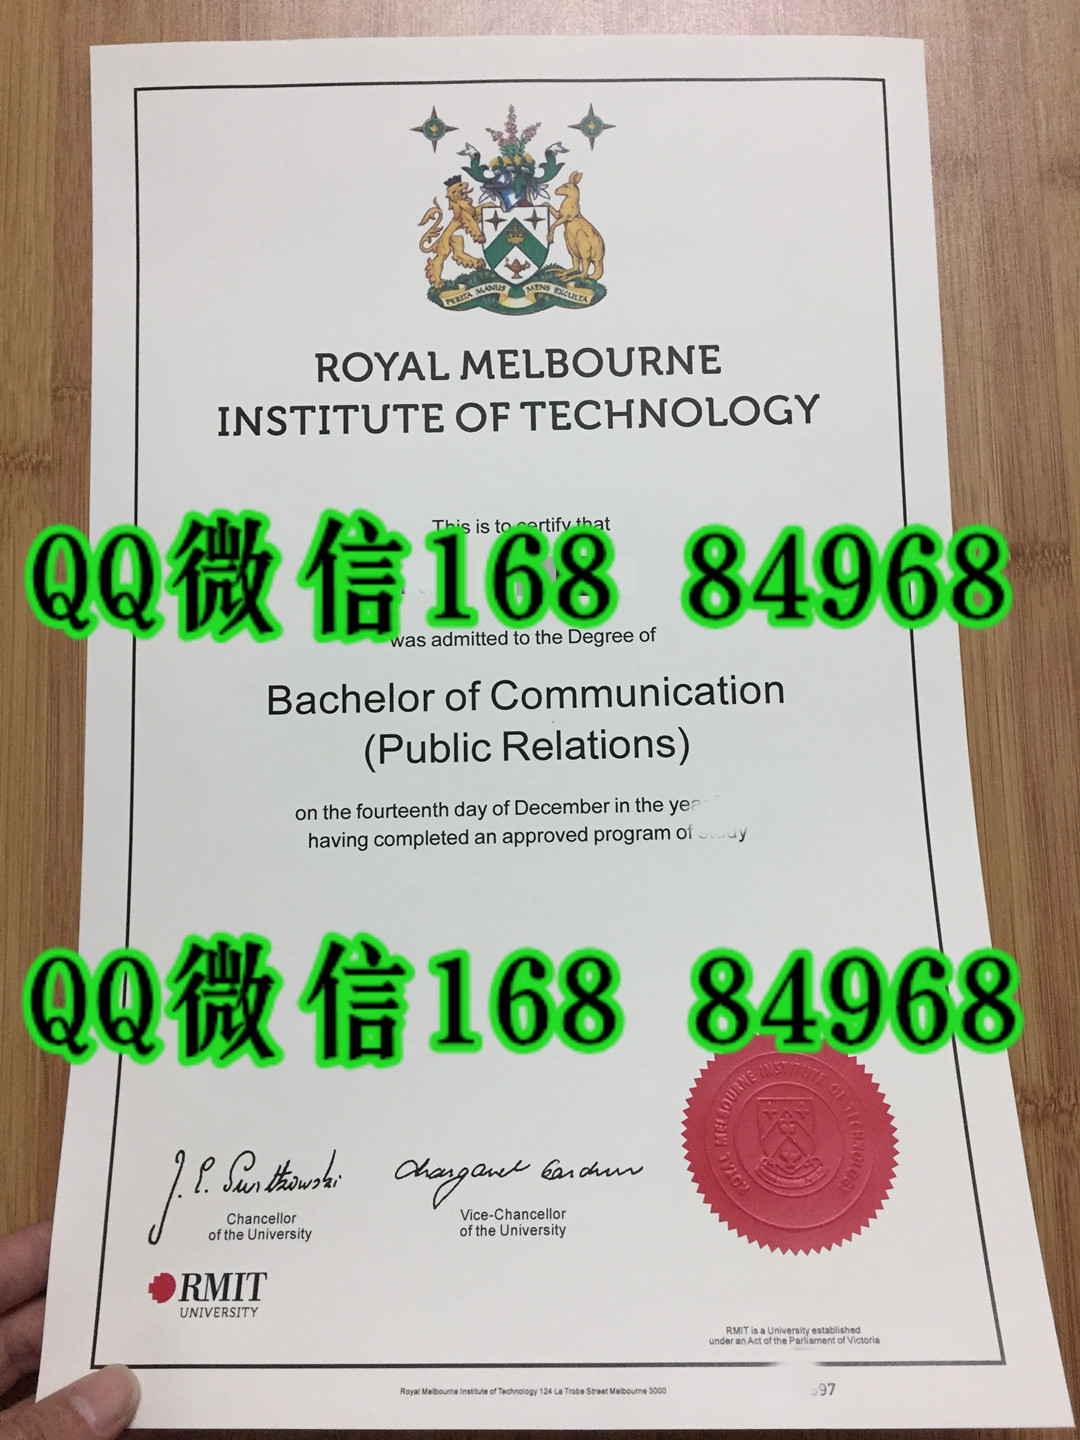 PERITA MANUS MENS EXCULTA
ROYAL MELBOURNE
INSTITUTE OF TECHNOLOGY
This is to certify that
QQ微信168 84968
was admitted to the Degree of
Bachelor of Communication
(Public Relations)
on the fourteenth day of December in the year
having completed an approved program of study
QQ微信168 84968
ROYAL MELBOURNE INSTITUTE OF TECHNOLOGY
Chancellor
of the University
Vice-Chancellor
of the University
RMIT
UNIVERSITY
RMIT is a University established
under an Act of the Parliament of Victoria
Royal Melbourne Institute of Technology 124 La Trobe Street Melbourne 3000
97